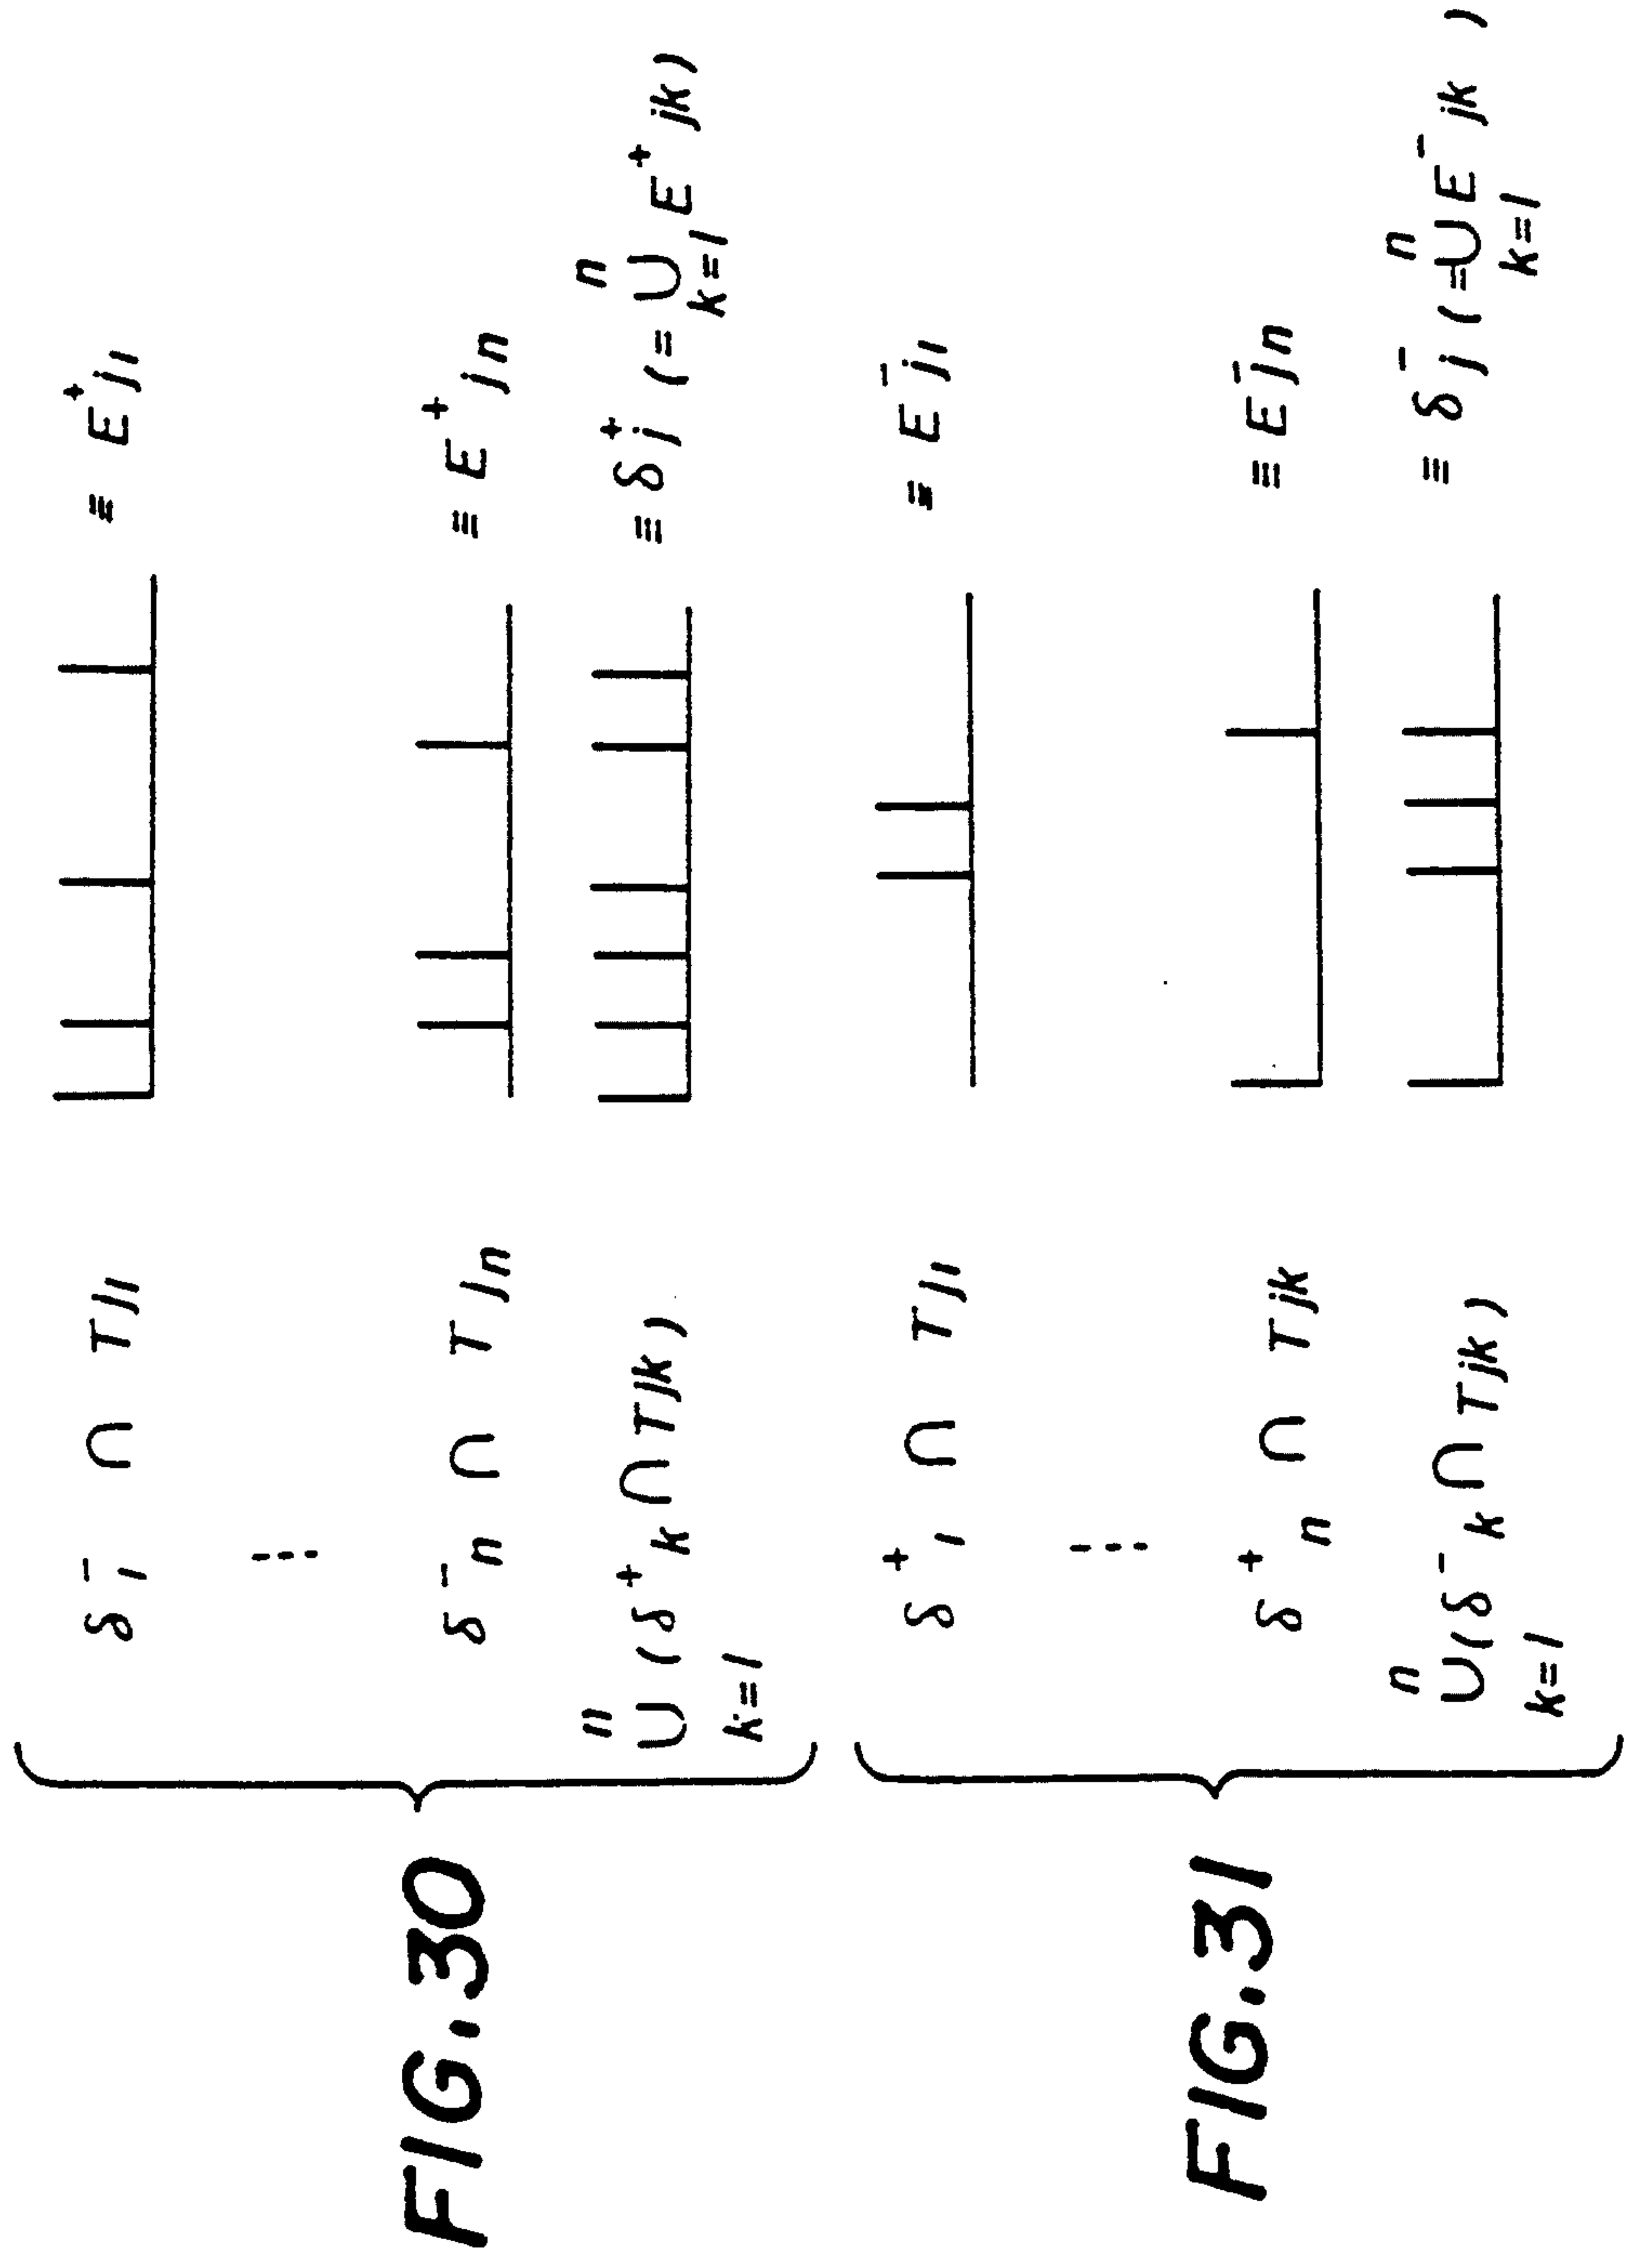 FIG. 30
δ⁻₁ ∩ Tj₁ ≡ E⁺j₁
⋮
δ⁻n ∩ Tjn ≡ E⁺jn
n n
∪(δ⁺k ∩ Tjk) ≡ δ⁺j (= ∪ E⁺jk)
k=1 k=1
FIG. 31
δ⁺₁ ∩ Tj₁ ≡ E⁻j₁
⋮
δ⁺n ∩ Tjk ≡ E⁻jn
n n
∪(δ⁻k ∩ Tjk) ≡ δ⁻j (= ∪ E⁻jk)
k=1 k=1